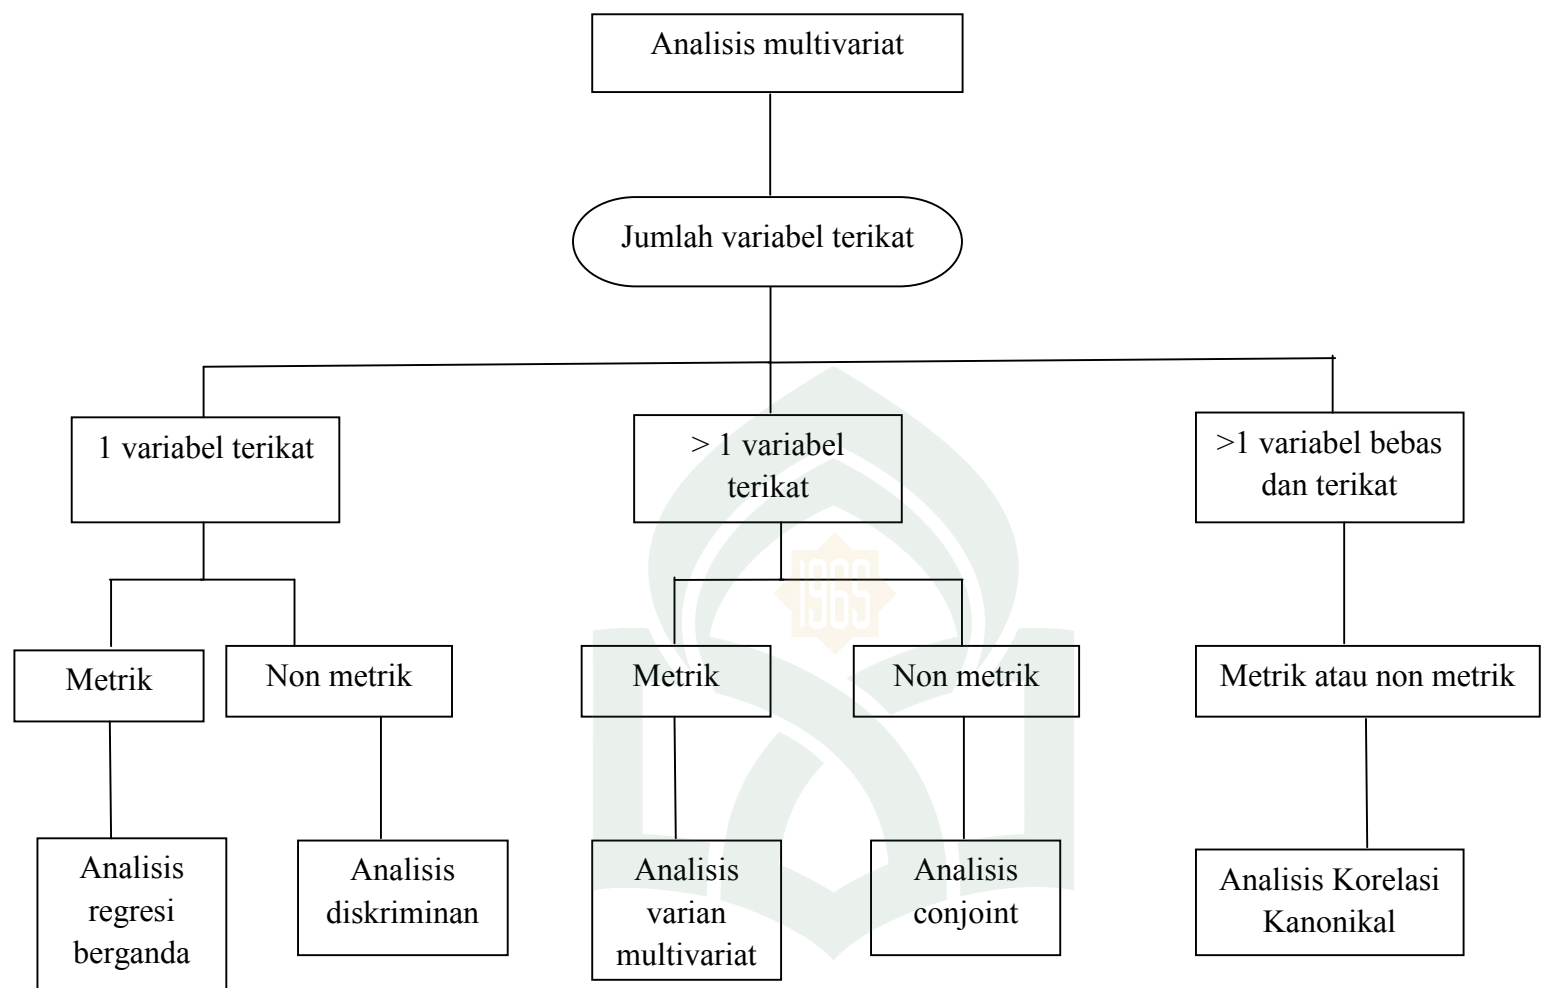 Analisis multivariat
Jumlah variabel terikat
1 variabel terikat
> 1 variabel
terikat
>1 variabel bebas
dan terikat
1965
Metrik
Non metrik
Metrik
Non metrik
Metrik atau non metrik
Analisis
regresi
berganda
Analisis
diskriminan
Analisis
varian
multivariat
Analisis
conjoint
Analisis Korelasi
Kanonikal